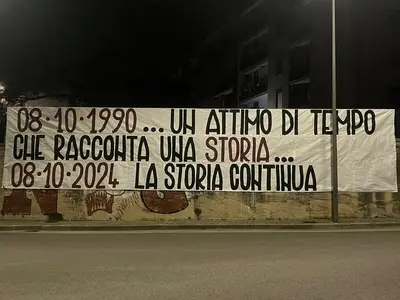 08·10·1990... UN ATTIMO DI TEMPO
CHE RACCONTA UNA STORIA...
08·10·2024 LA STORIA CONTINUA